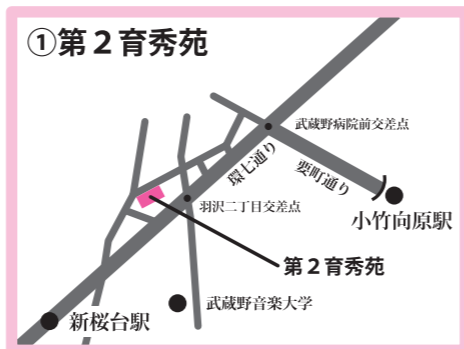 ①第２育秀苑
武蔵野病院前交差点
環七通り
要町通り
羽沢二丁目交差点
小竹向原駅
第２育秀苑
武蔵野音楽大学
新桜台駅